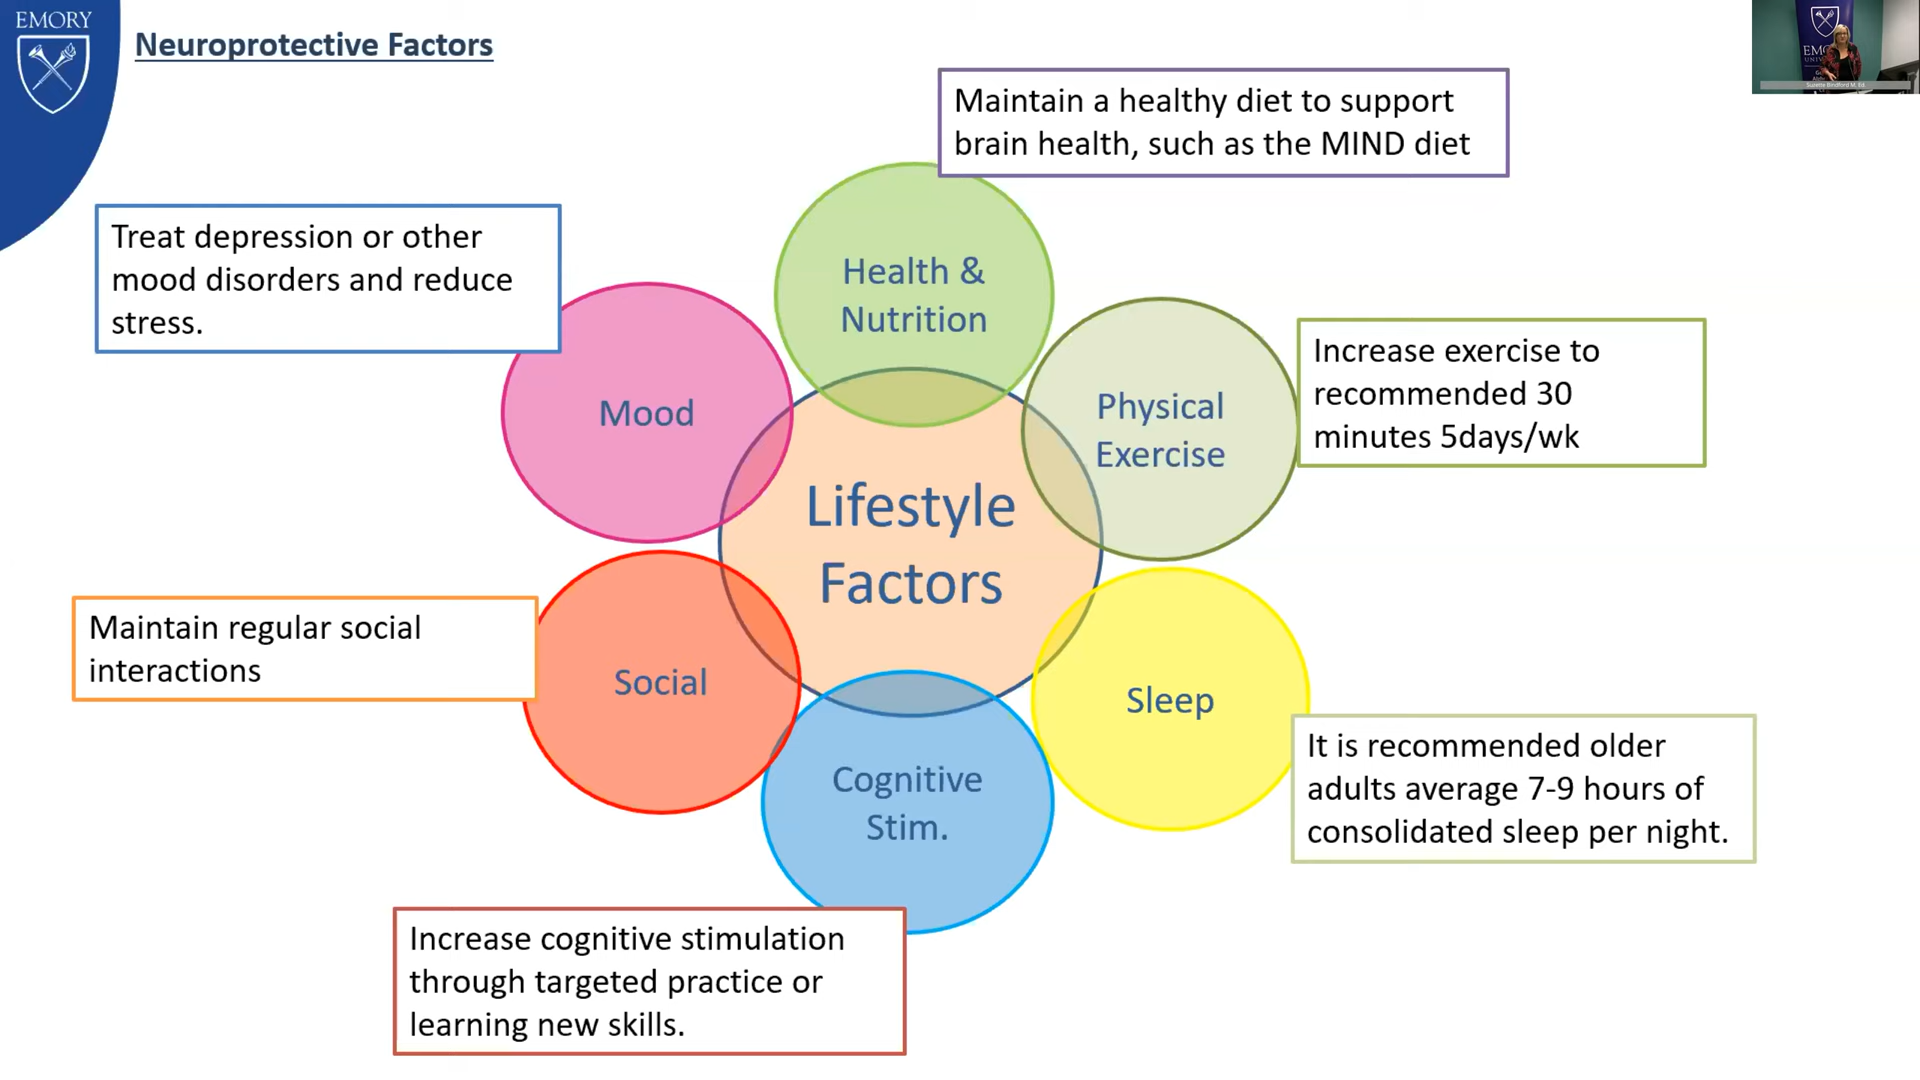 EMORY
Neuroprotective Factors
Maintain a healthy diet to support
brain health, such as the MIND diet
Treat depression or other
mood disorders and reduce
stress.
Health &
Nutrition
Increase exercise to
recommended 30
minutes 5days/wk
Mood
Physical
Exercise
Lifestyle
Factors
Maintain regular social
interactions
Social
Sleep
It is recommended older
adults average 7-9 hours of
consolidated sleep per night.
Cognitive
Stim.
Increase cognitive stimulation
through targeted practice or
learning new skills.